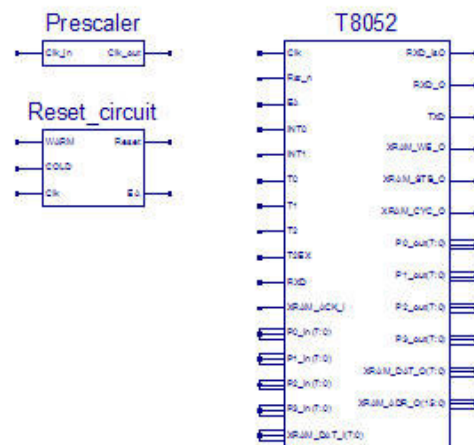 Prescaler
Clk_in Clk_out
Reset_circuit
WARM Reset
COLD
Clk EA
T8052
Clk RXD_isO
Rst_n RXD_O
EA TXD
INT0 XRAM_WE_O
INT1 XRAM_STB_O
T0 XRAM_CYC_O
T1 P0_out(7:0)
T2 P1_out(7:0)
T2EX P2_out(7:0)
RXD P3_out(7:0)
XRAM_ACK_I XRAM_DAT_O(7:0)
P0_in(7:0) XRAM_ADR_O(15:0)
P1_in(7:0)
P2_in(7:0)
P3_in(7:0)
XRAM_DAT_I(7:0)